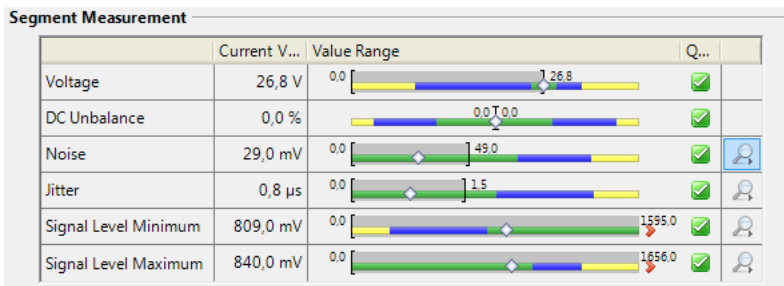 Segment Measurement
Current V... Value Range Q...
Voltage 26,8 V 0,0 26,8
DC Unbalance 0,0 % 0,0 0,0
Noise 29,0 mV 0,0 49,0
Jitter 0,8 µs 0,0 1,5
Signal Level Minimum 809,0 mV 0,0 1595,0
Signal Level Maximum 840,0 mV 0,0 1656,0